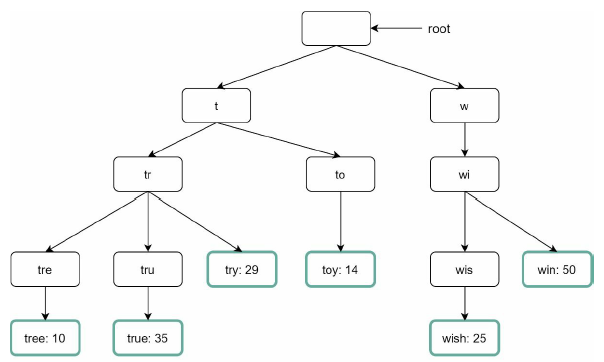 root
t
w
tr
to
wi
tre
tru
try: 29
toy: 14
wis
win: 50
tree: 10
true: 35
wish: 25